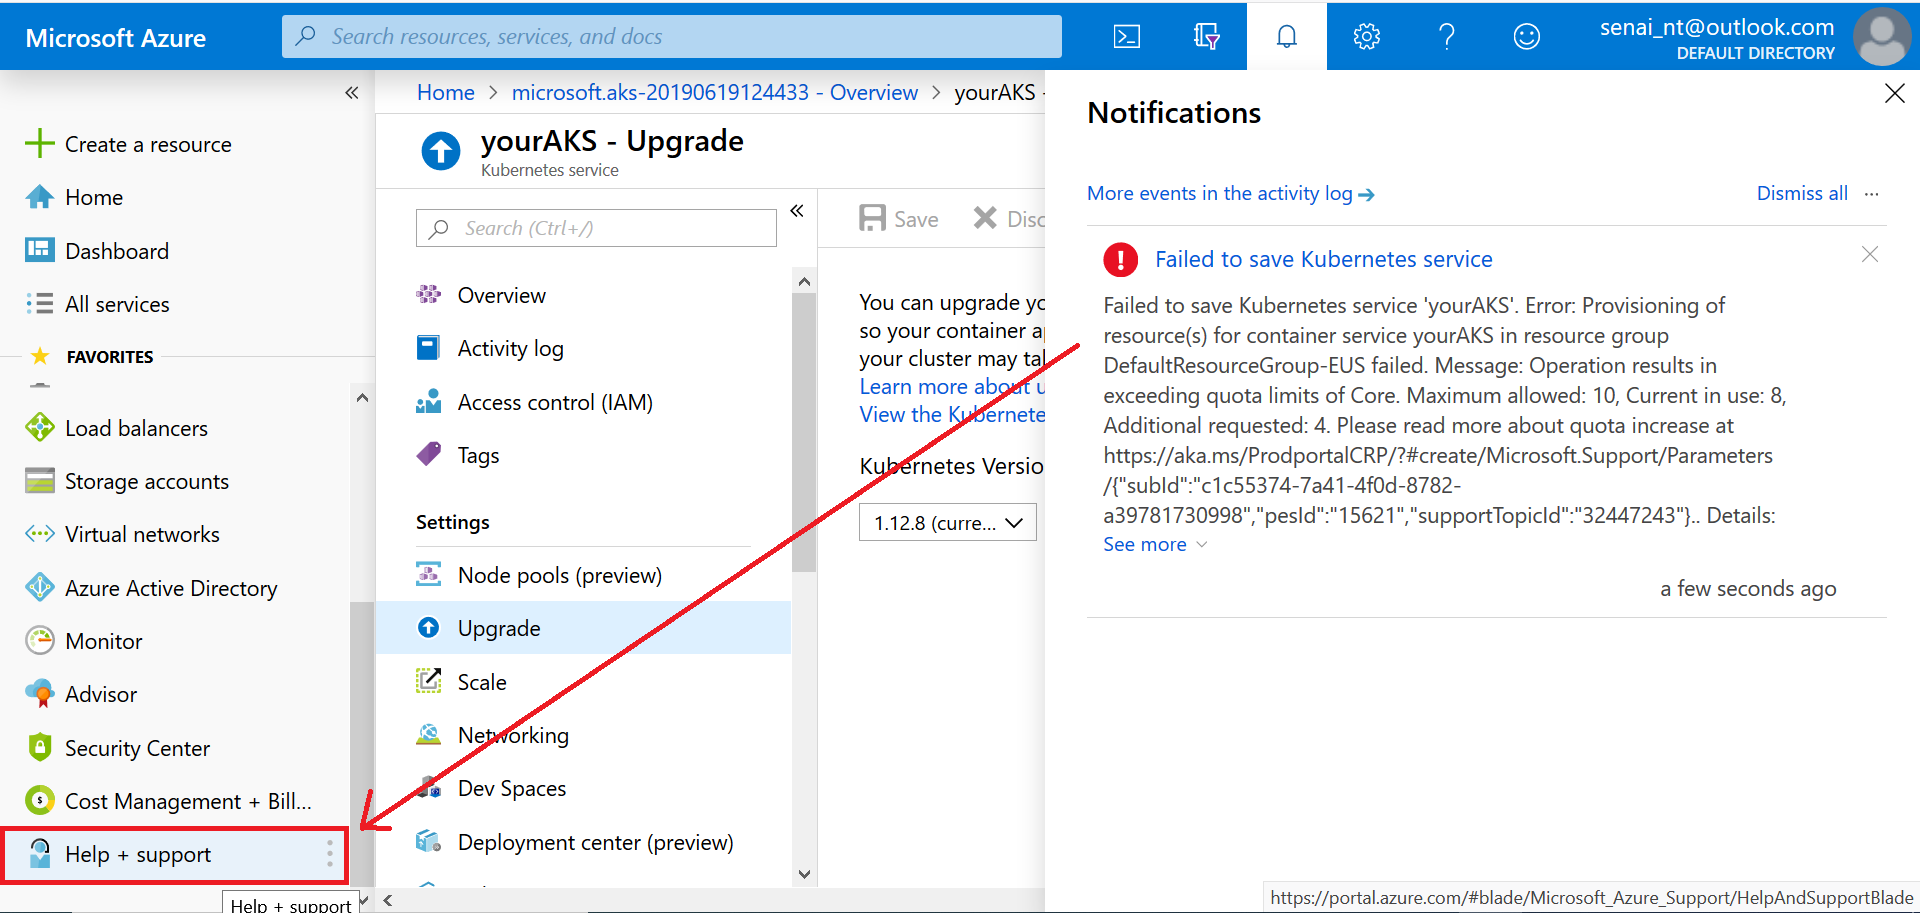 Microsoft Azure
Search resources, services, and docs
senai_nt@outlook.com
DEFAULT DIRECTORY
Create a resource
Home
Dashboard
All services
FAVORITES
Load balancers
Storage accounts
Virtual networks
Azure Active Directory
Monitor
Advisor
Security Center
Cost Management + Bill...
Help + support
Help + support
Home > microsoft.aks-20190619124433 - Overview > yourAKS -
yourAKS - Upgrade
Kubernetes service
Search (Ctrl+/)
Overview
Activity log
Access control (IAM)
Tags
Settings
Node pools (preview)
Upgrade
Scale
Networking
Dev Spaces
Deployment center (preview)
Save
Disc
You can upgrade yo
so your container a
your cluster may tal
Learn more about u
View the Kubernete
Kubernetes Versio
1.12.8 (curre...
Notifications
More events in the activity log
Dismiss all
Failed to save Kubernetes service
Failed to save Kubernetes service 'yourAKS'. Error: Provisioning of
resource(s) for container service yourAKS in resource group
DefaultResourceGroup-EUS failed. Message: Operation results in
exceeding quota limits of Core. Maximum allowed: 10, Current in use: 8,
Additional requested: 4. Please read more about quota increase at
https://aka.ms/ProdportalCRP/?#create/Microsoft.Support/Parameters
/{"subId":"c1c55374-7a41-4f0d-8782-
a39781730998","pesId":"15621","supportTopicId":"32447243"}.. Details:
See more
a few seconds ago
https://portal.azure.com/#blade/Microsoft_Azure_Support/HelpAndSupportBlade